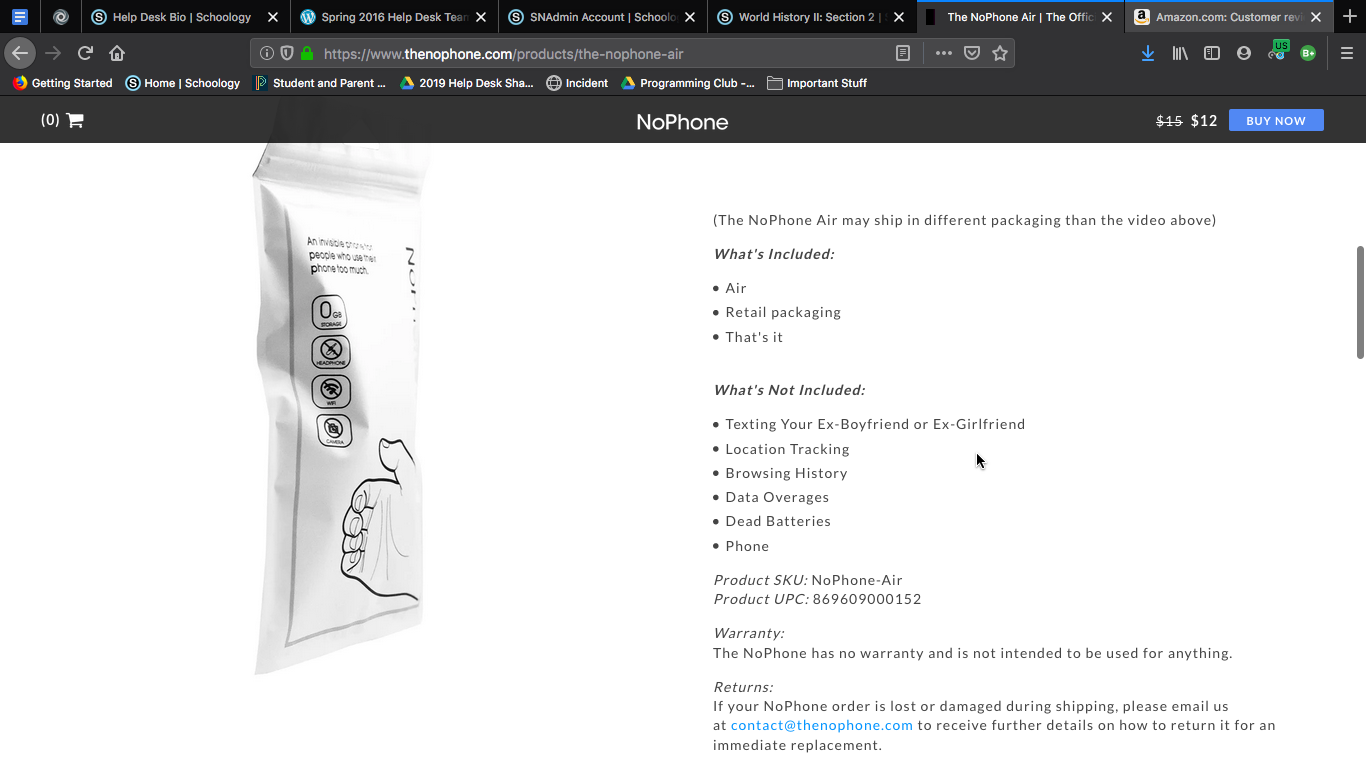 Help Desk Bio | Schoology
Spring 2016 Help Desk Tear
SNAdmin Account | Schoolo
World History II: Section 2 |
The NoPhone Air | The Offic
Amazon.com: Customer revi
https://www.thenophone.com/products/the-nophone-air
US
B+
Getting Started
Home | Schoology
Student and Parent ...
2019 Help Desk Sha...
Incident
Programming Club -...
Important Stuff
(0)
NoPhone
$15 $12
BUY NOW
An invisible phone for
people who use their
phone too much.
0 GB
STORAGE
HEADPHONE
WIFI
CAMERA
(The NoPhone Air may ship in different packaging than the video above)
What's Included:
• Air
• Retail packaging
• That's it
What's Not Included:
• Texting Your Ex-Boyfriend or Ex-Girlfriend
• Location Tracking
• Browsing History
• Data Overages
• Dead Batteries
• Phone
Product SKU: NoPhone-Air
Product UPC: 869609000152
Warranty:
The NoPhone has no warranty and is not intended to be used for anything.
Returns:
If your NoPhone order is lost or damaged during shipping, please email us
at contact@thenophone.com to receive further details on how to return it for an
immediate replacement.